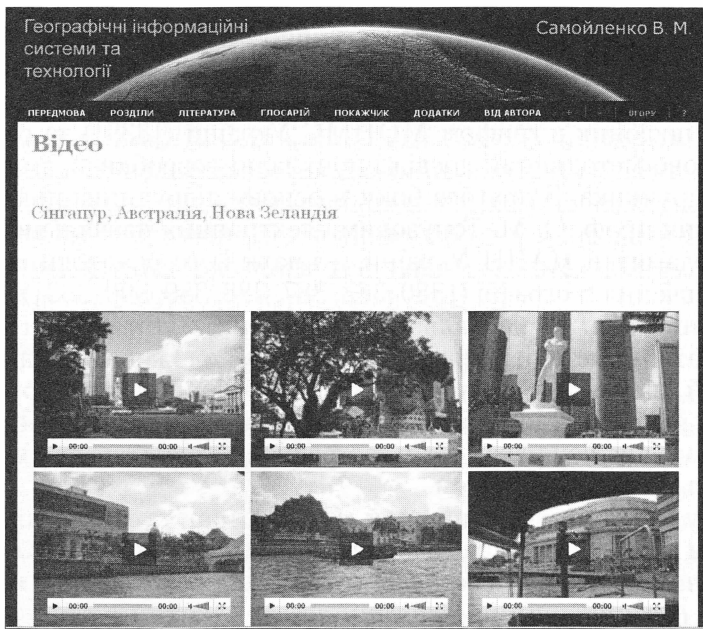 Географічні інформаційні
системи та
технології
Самойленко В. М.
ПЕРЕДМОВА РОЗДІЛИ ЛІТЕРАТУРА ГЛОСАРІЙ ПОКАЖЧИК ДОДАТКИ ВІД АВТОРА + - ВГОРУ ?
Відео
Сінгапур, Австралія, Нова Зеландія
00:00 00:00 00:00 00:00 00:00 00:00
00:00 00:00 00:00 00:00 00:00 00:00